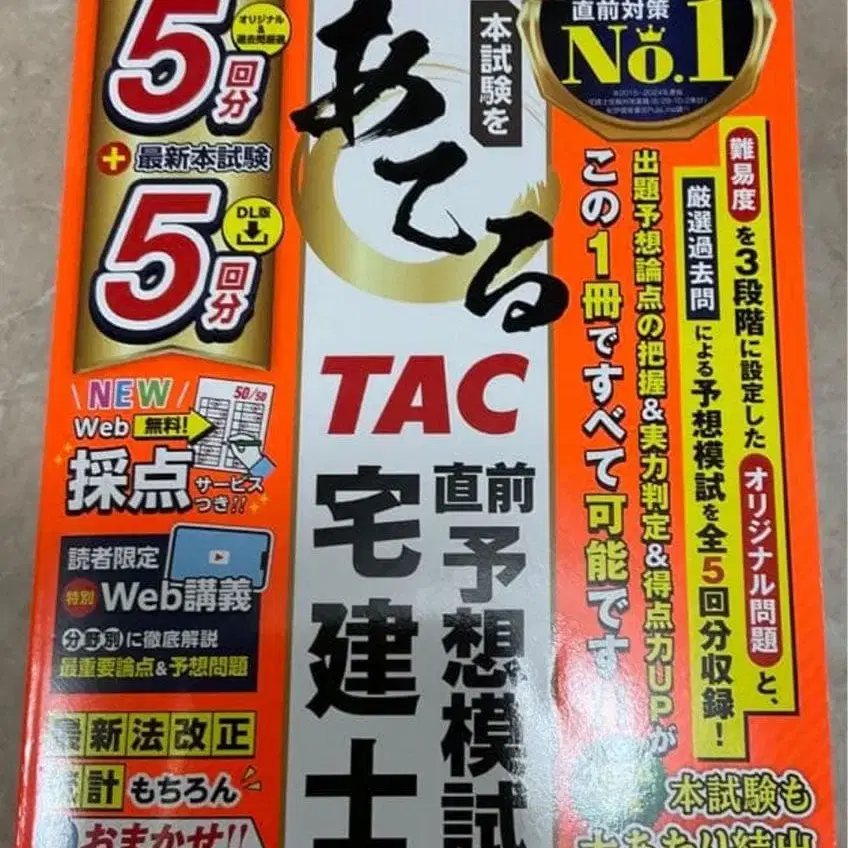 直前対策
No.1
本試験を
あてる
TAC
直前
予想模試
宅建士
難易度を3段階に設定したオリジナル問題と、
厳選過去問による予想模試を全5回分収録!
出題予想論点の把握&実力判定&得点力UPが
この1冊ですべて可能です!!
オリジナル
&
過去問厳選
5回分
+最新本試験
5回分
DL版
NEW
Web無料!
採点サービス
つき!!
50/50
読者限定
特別Web講義
分野別に徹底解説
最重要論点&予想問題
最新法改正
統計もちろん
おまかせ!!
本試験も
大あたり続出